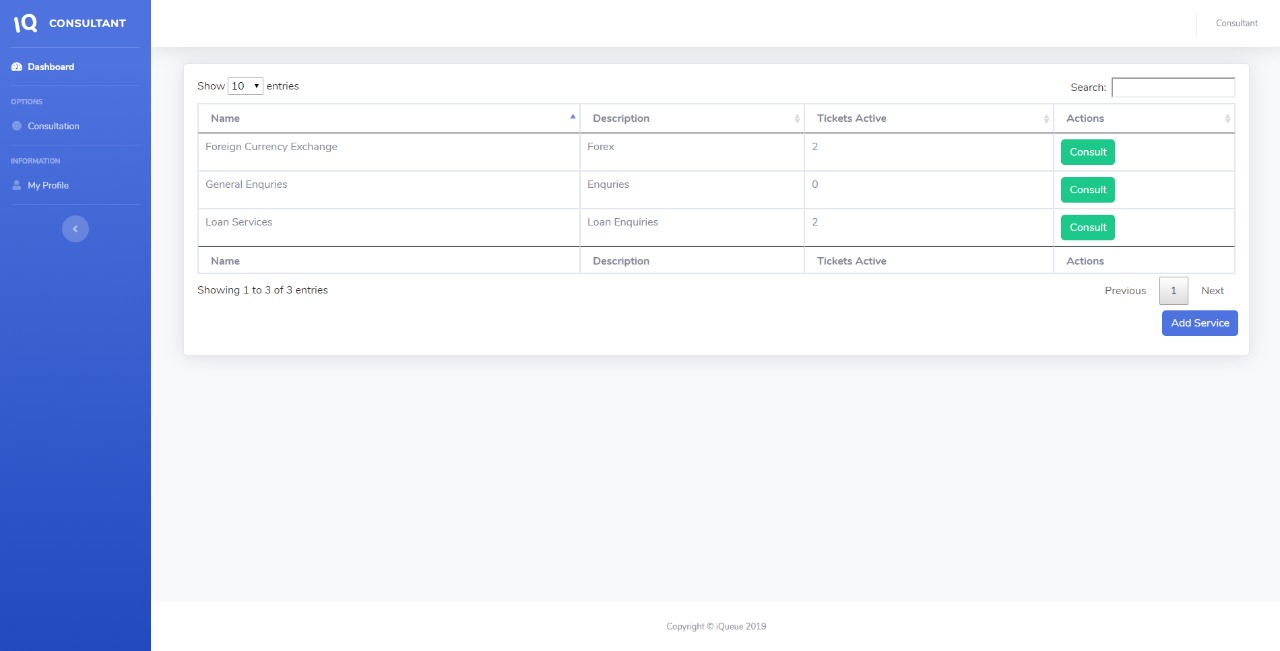 IQ CONSULTANT
Consultant
Dashboard
OPTIONS
Consultation
INFORMATION
My Profile
Show 10 entries
Search:
Name Description Tickets Active Actions
Foreign Currency Exchange Forex 2 Consult
General Enquries Enquries 0 Consult
Loan Services Loan Enquiries 2 Consult
Name Description Tickets Active Actions
Showing 1 to 3 of 3 entries
Previous 1 Next
Add Service
Copyright © iQueue 2019